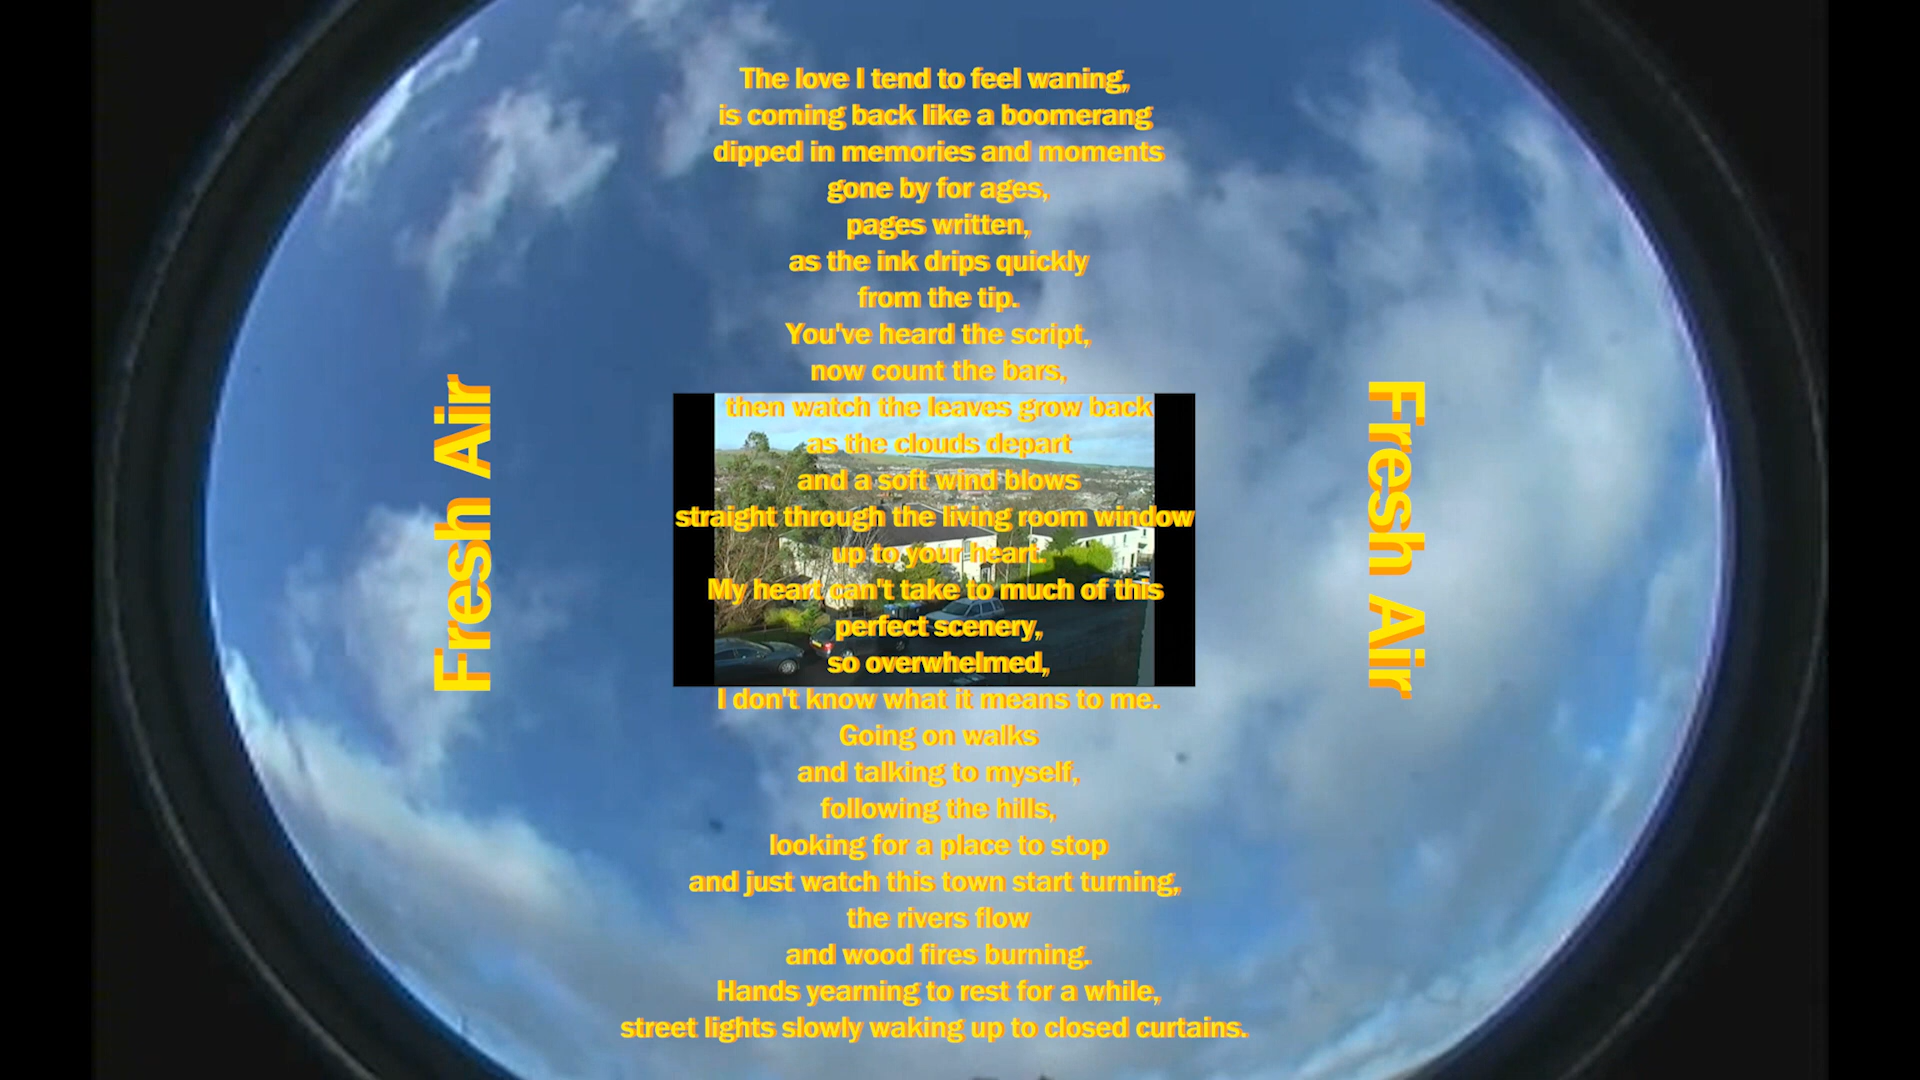 The love I tend to feel waning,
is coming back like a boomerang
dipped in memories and moments
gone by for ages,
pages written,
as the ink drips quickly
from the tip.
You've heard the script,
now count the bars,
then watch the leaves grow back
as the clouds depart
and a soft wind blows
straight through the living room window
up to your heart.
My heart can't take to much of this
perfect scenery,
so overwhelmed,
I don't know what it means to me.
Going on walks
and talking to myself,
following the hills,
looking for a place to stop
and just watch this town start turning,
the rivers flow
and wood fires burning.
Hands yearning to rest for a while,
street lights slowly waking up to closed curtains.
Fresh Air
Fresh Air